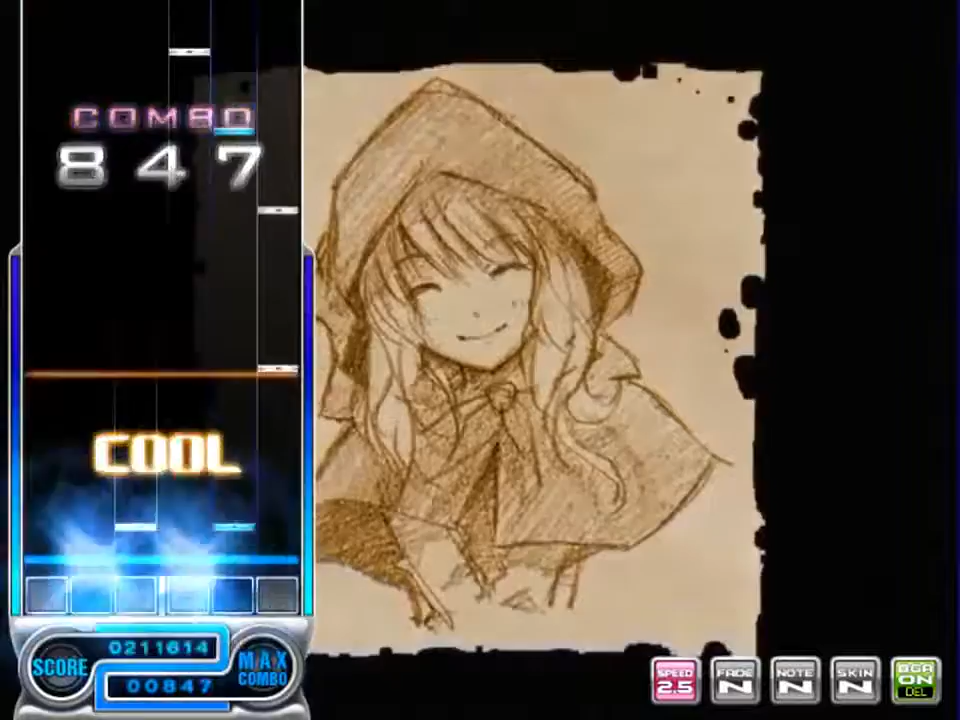 COMBO
847
COOL
SCORE
0211614
00847
MAX
COMBO
SPEED
2.5
FADE
N
NOTE
N
SKIN
N
BGA
ON
DEL